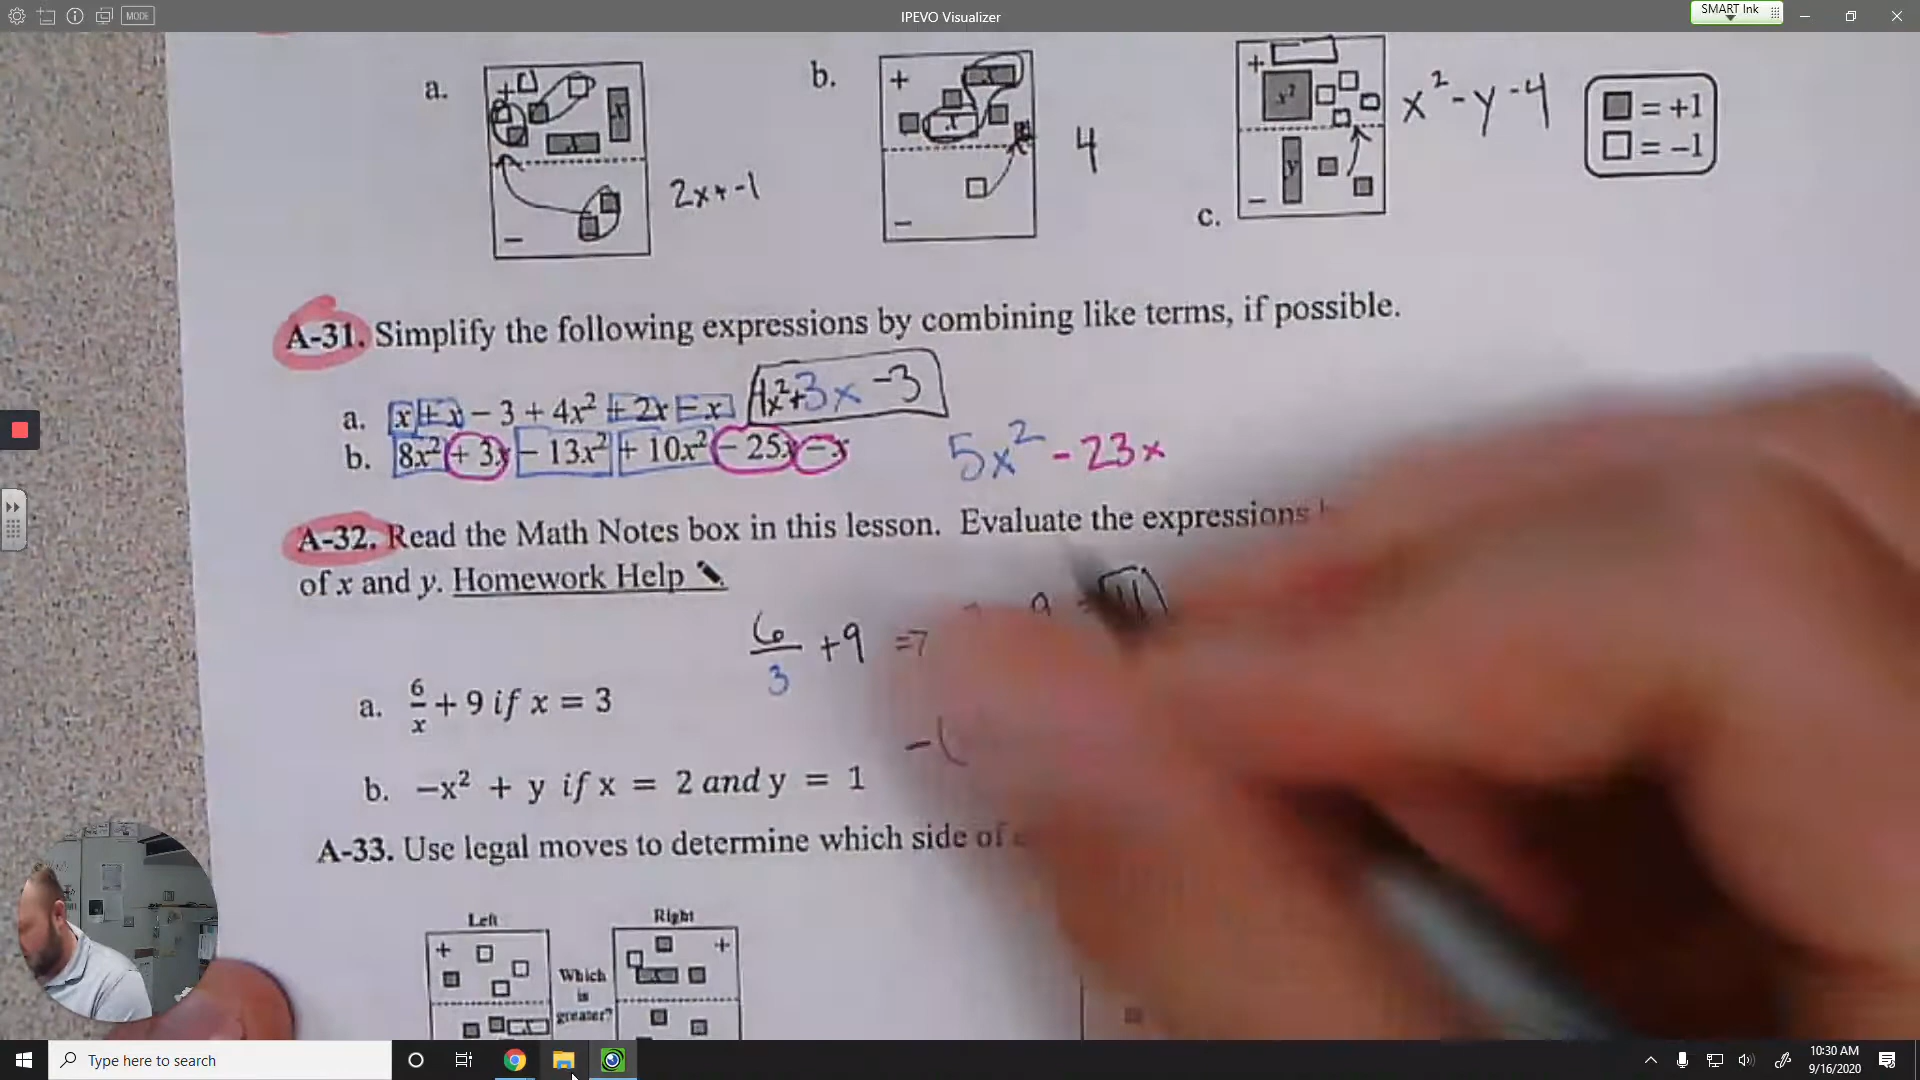 MODE
IPEVO Visualizer
SMART Ink
a.
+
x
x
−
2x+-1
b.
+
x
x
−
4
c.
+
x²
y
−
x²-y-4
= +1
= −1
A-31. Simplify the following expressions by combining like terms, if possible.
a. x + x − 3 + 4x² + 2x − x
4x²+3x -3
b. 8x² + 3x − 13x² + 10x² − 25x − x
5x² -23x
A-32. Read the Math Notes box in this lesson. Evaluate the expressions
of x and y. Homework Help ✎
6/3 +9 =7
9
11
a. 6/x + 9 if x = 3
-(
b. −x² + y if x = 2 and y = 1
A-33. Use legal moves to determine which side of
Left
Right
+
+
Which
is
greater?
Type here to search
10:30 AM
9/16/2020